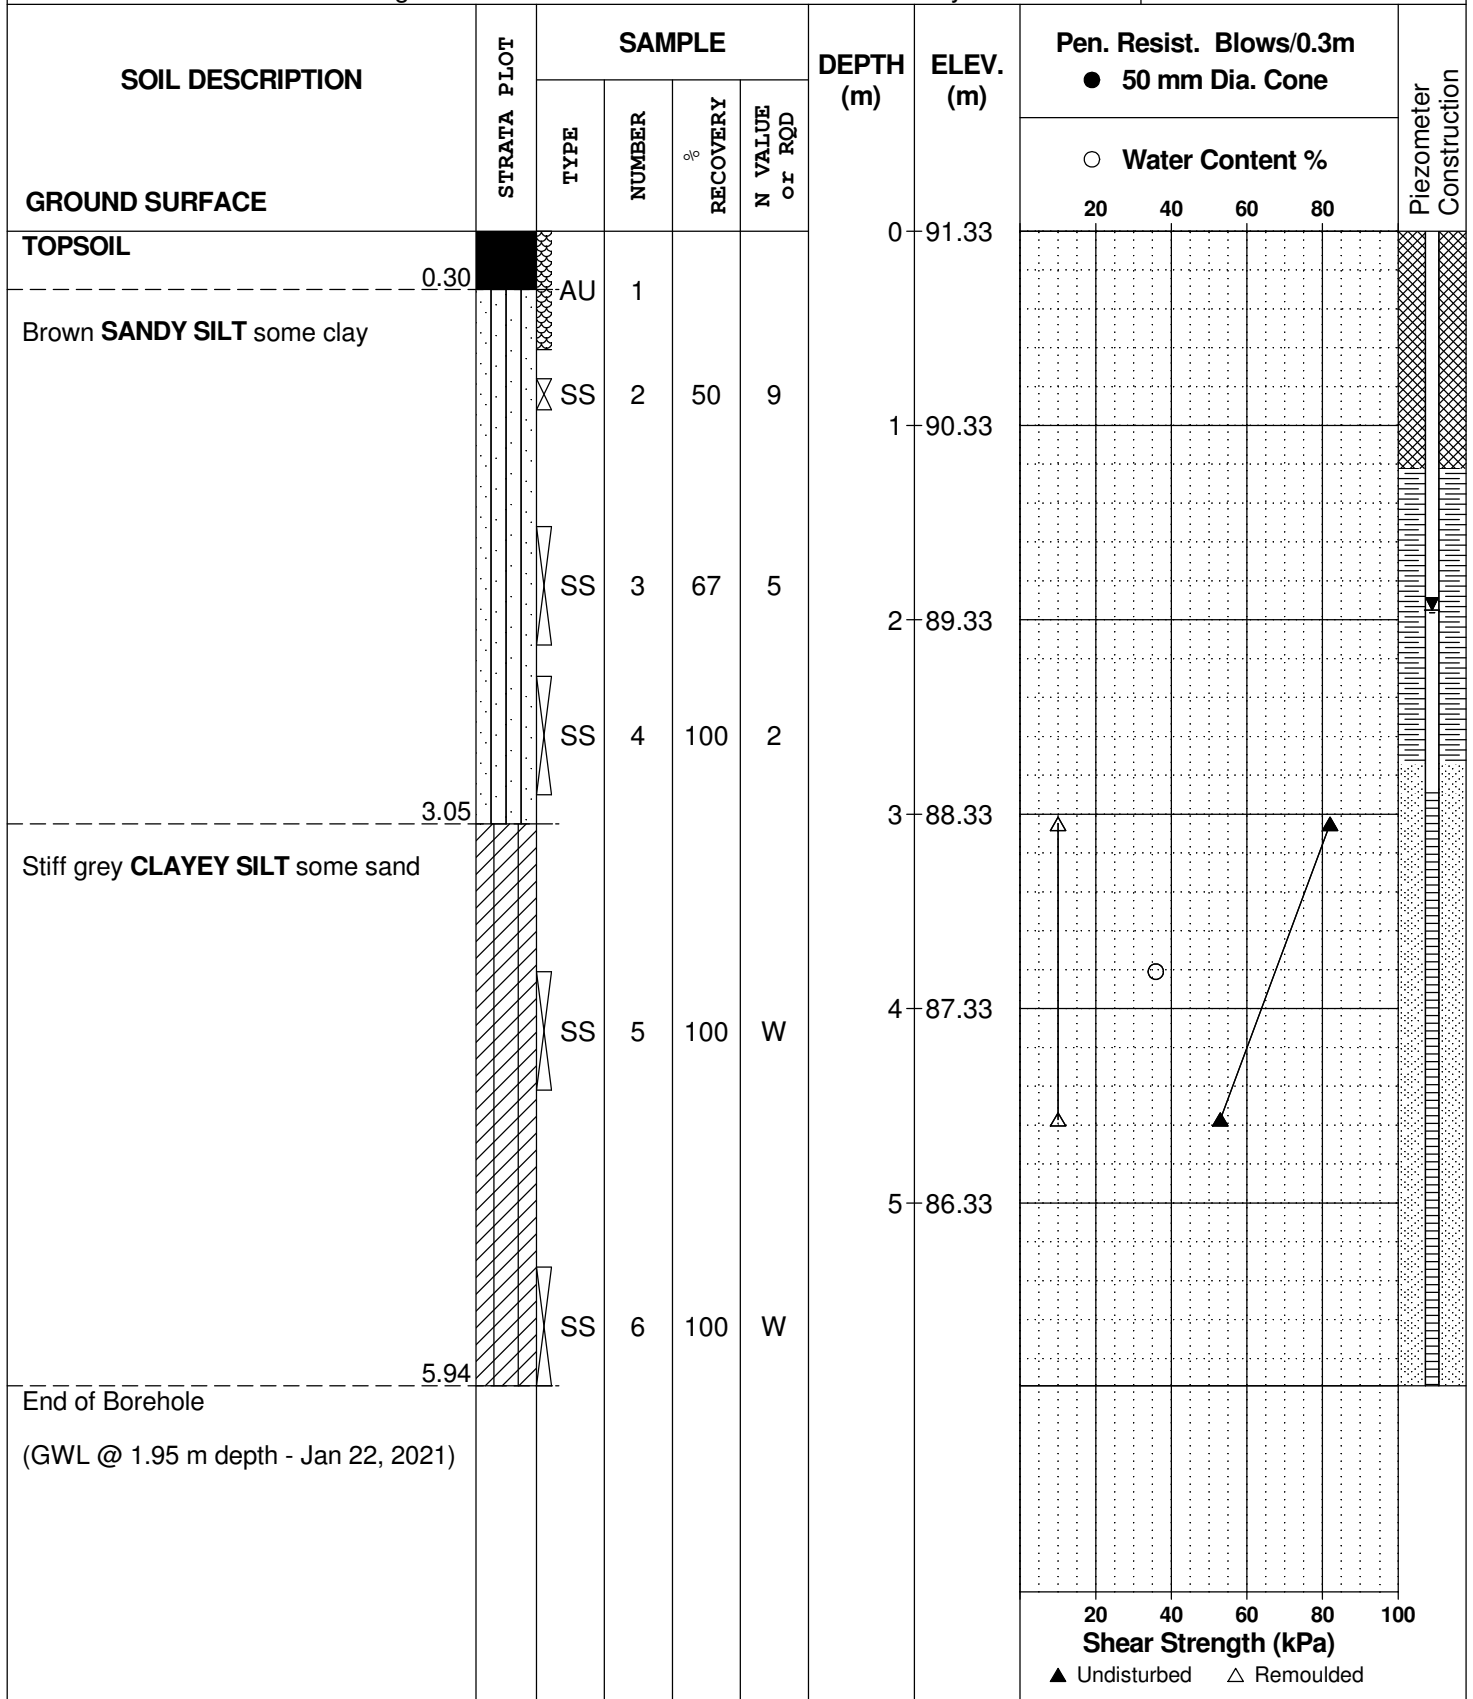 SOIL DESCRIPTION
GROUND SURFACE
STRATA PLOT
SAMPLE
TYPE
NUMBER
% RECOVERY
N VALUE or RQD
DEPTH (m)
ELEV. (m)
Pen. Resist. Blows/0.3m
● 50 mm Dia. Cone
○ Water Content %
20 40 60 80
Piezometer Construction
0 91.33
TOPSOIL
0.30
AU 1
Brown SANDY SILT some clay
SS 2 50 9
1 90.33
SS 3 67 5
2 89.33
SS 4 100 2
3.05
3 88.33
Stiff grey CLAYEY SILT some sand
4 87.33
SS 5 100 W
5 86.33
SS 6 100 W
5.94
End of Borehole
(GWL @ 1.95 m depth - Jan 22, 2021)
20 40 60 80 100
Shear Strength (kPa)
▲ Undisturbed △ Remoulded